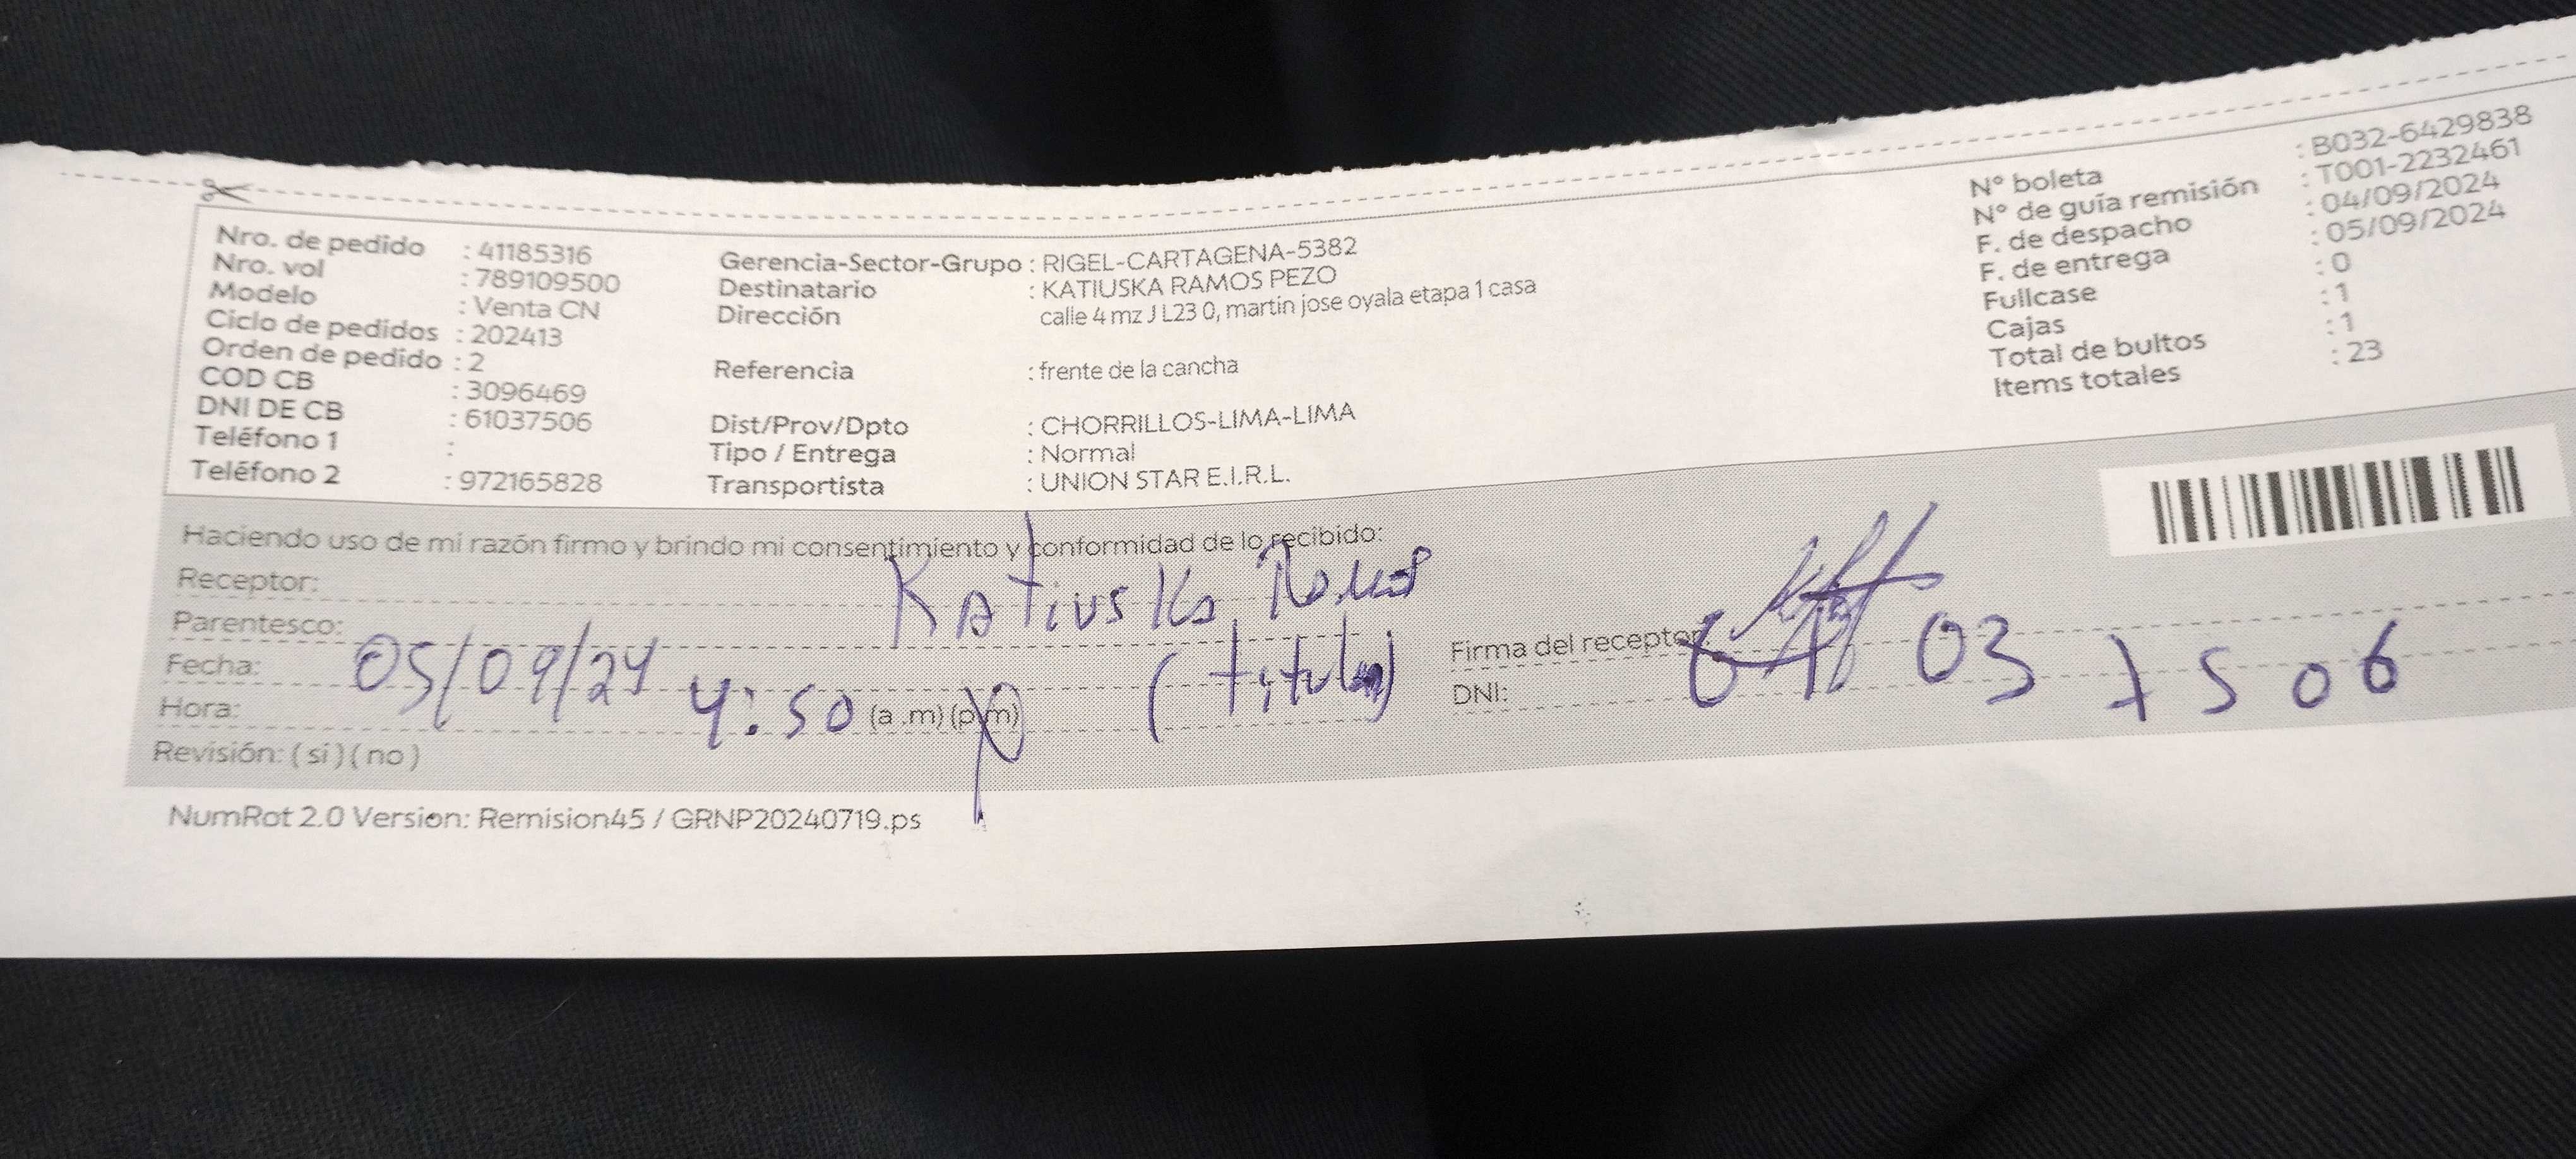 Nro. de pedido : 41185316
Nro. vol : 789109500
Modelo : Venta CN
Ciclo de pedidos : 202413
Orden de pedido : 2
COD CB : 3096469
DNI DE CB : 61037506
Teléfono 1 :
Teléfono 2 : 972165828
Gerencia-Sector-Grupo : RIGEL-CARTAGENA-5382
Destinatario : KATIUSKA RAMOS PEZO
Dirección calle 4 mz J L23 0, martin jose oyala etapa 1 casa
Referencia : frente de la cancha
Dist/Prov/Dpto : CHORRILLOS-LIMA-LIMA
Tipo / Entrega : Normal
Transportista : UNION STAR E.I.R.L.
N° boleta : B032-6429838
N° de guía remisión : T001-2232461
F. de despacho : 04/09/2024
F. de entrega : 05/09/2024
Fullcase : 0
Cajas : 1
Total de bultos : 1
Items totales : 23
Haciendo uso de mi razón firmo y brindo mi consentimiento y conformidad de lo recibido:
Receptor: Katiuska Ramos
Parentesco: (titular)
Fecha: 05/09/24
Hora: 4:50 (a .m) (p.m)
Revisión: ( si ) ( no )
Firma del receptor:
DNI: 61037506
NumRot 2.0 Version: Remision45 / GRNP20240719.ps